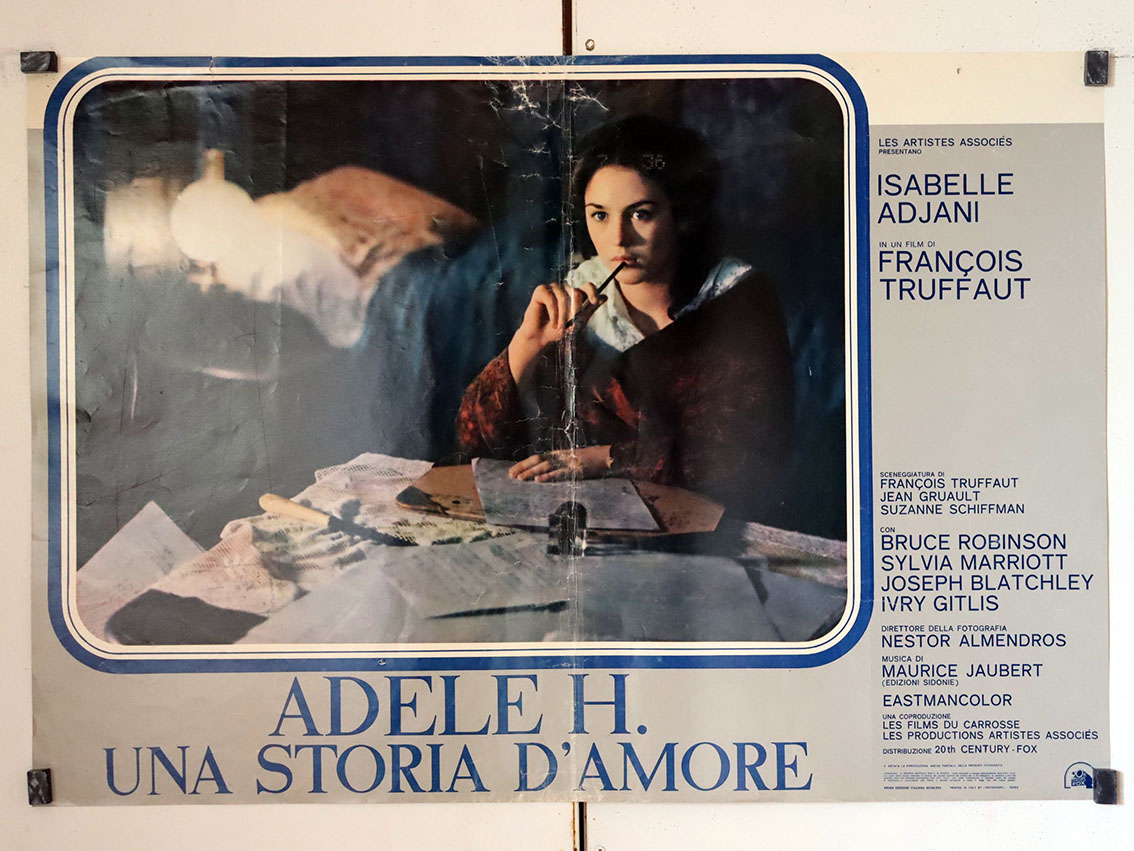 LES ARTISTES ASSOCIÉS
PRESENTANO
ISABELLE
ADJANI
IN UN FILM DI
FRANÇOIS
TRUFFAUT
SCENEGGIATURA DI
FRANÇOIS TRUFFAUT
JEAN GRUAULT
SUZANNE SCHIFFMAN
CON
BRUCE ROBINSON
SYLVIA MARRIOTT
JOSEPH BLATCHLEY
IVRY GITLIS
DIRETTORE DELLA FOTOGRAFIA
NESTOR ALMENDROS
MUSICA DI
MAURICE JAUBERT
(EDIZIONI SIDONIE)
EASTMANCOLOR
UNA COPRODUZIONE
LES FILMS DU CARROSSE
LES PRODUCTIONS ARTISTES ASSOCIÉS
DISTRIBUZIONE 20th CENTURY-FOX
ADELE H.
UNA STORIA D'AMORE